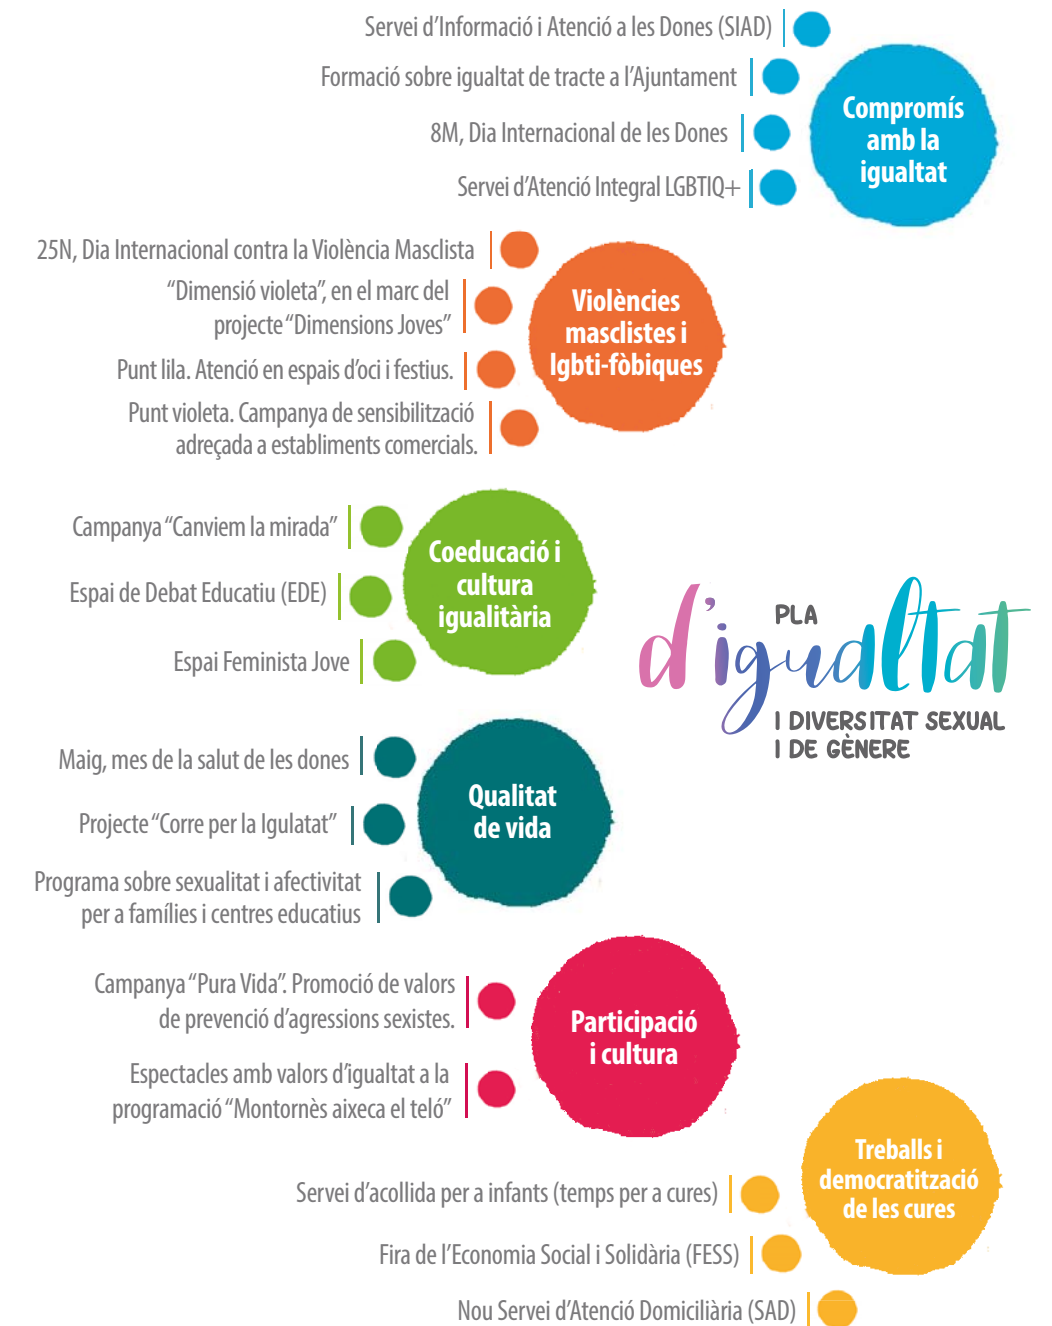 Servei d’Informació i Atenció a les Dones (SIAD)
Formació sobre igualtat de tracte a l’Ajuntament
8M, Dia Internacional de les Dones
Servei d’Atenció Integral LGBTIQ+
Compromís
amb la
igualtat
25N, Dia Internacional contra la Violència Masclista
“Dimensió violeta”, en el marc del
projecte “Dimensions Joves”
Punt lila. Atenció en espais d’oci i festius.
Punt violeta. Campanya de sensibilització
adreçada a establiments comercials.
Violències
masclistes i
lgbti-fòbiques
Campanya “Canviem la mirada”
Espai de Debat Educatiu (EDE)
Espai Feminista Jove
Coeducació i
cultura
igualitària
PLA
d’igualtat
I DIVERSITAT SEXUAL
I DE GÈNERE
Maig, mes de la salut de les dones
Projecte “Corre per la Igulatat”
Programa sobre sexualitat i afectivitat
per a famílies i centres educatius
Qualitat
de vida
Campanya “Pura Vida”. Promoció de valors
de prevenció d’agressions sexistes.
Espectacles amb valors d’igualtat a la
programació “Montornès aixeca el teló”
Participació
i cultura
Servei d’acollida per a infants (temps per a cures)
Fira de l’Economia Social i Solidària (FESS)
Nou Servei d’Atenció Domiciliària (SAD)
Treballs i
democratització
de les cures